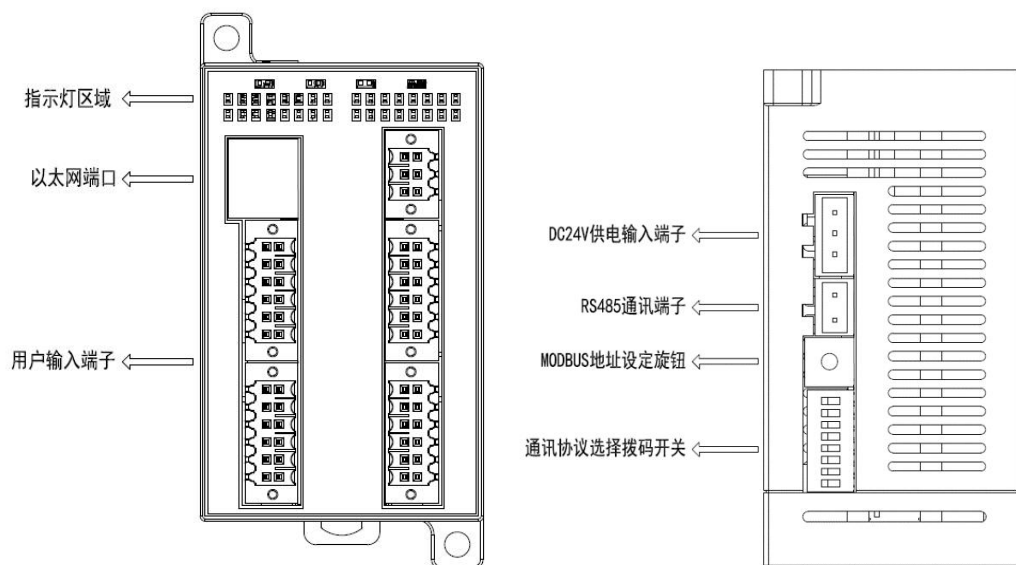 指示灯区域
以太网端口
用户输入端子
DC24V供电输入端子
RS485通讯端子
MODBUS地址设定旋钮
通讯协议选择拨码开关